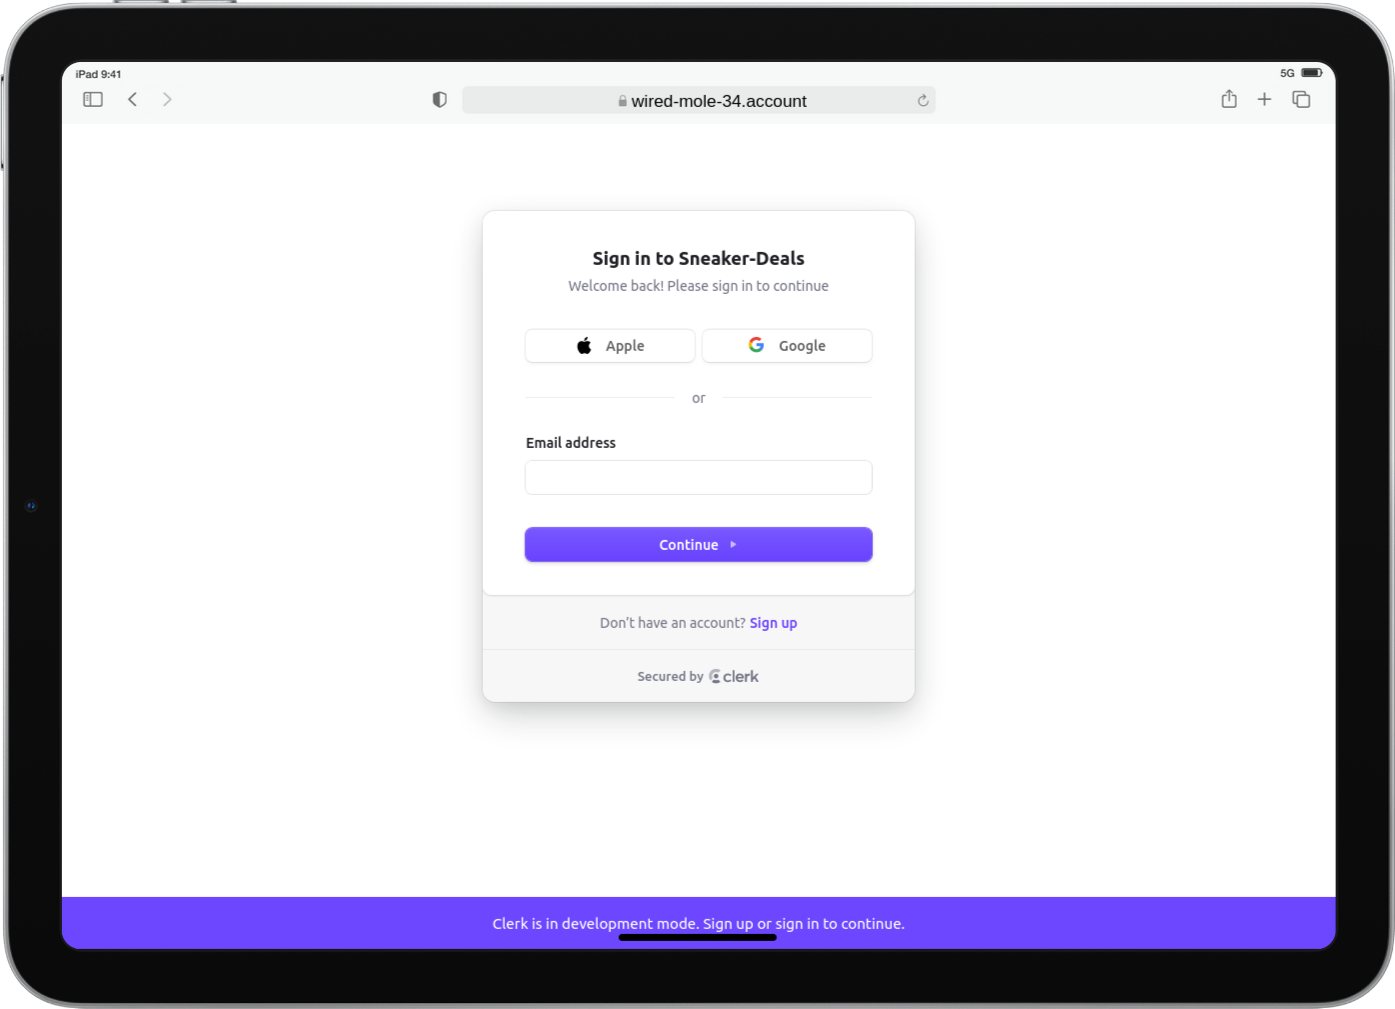 iPad 9:41
5G
wired-mole-34.account
Sign in to Sneaker-Deals
Welcome back! Please sign in to continue
Apple
Google
or
Email address
Continue
Don't have an account? Sign up
Secured by clerk
Clerk is in development mode. Sign up or sign in to continue.